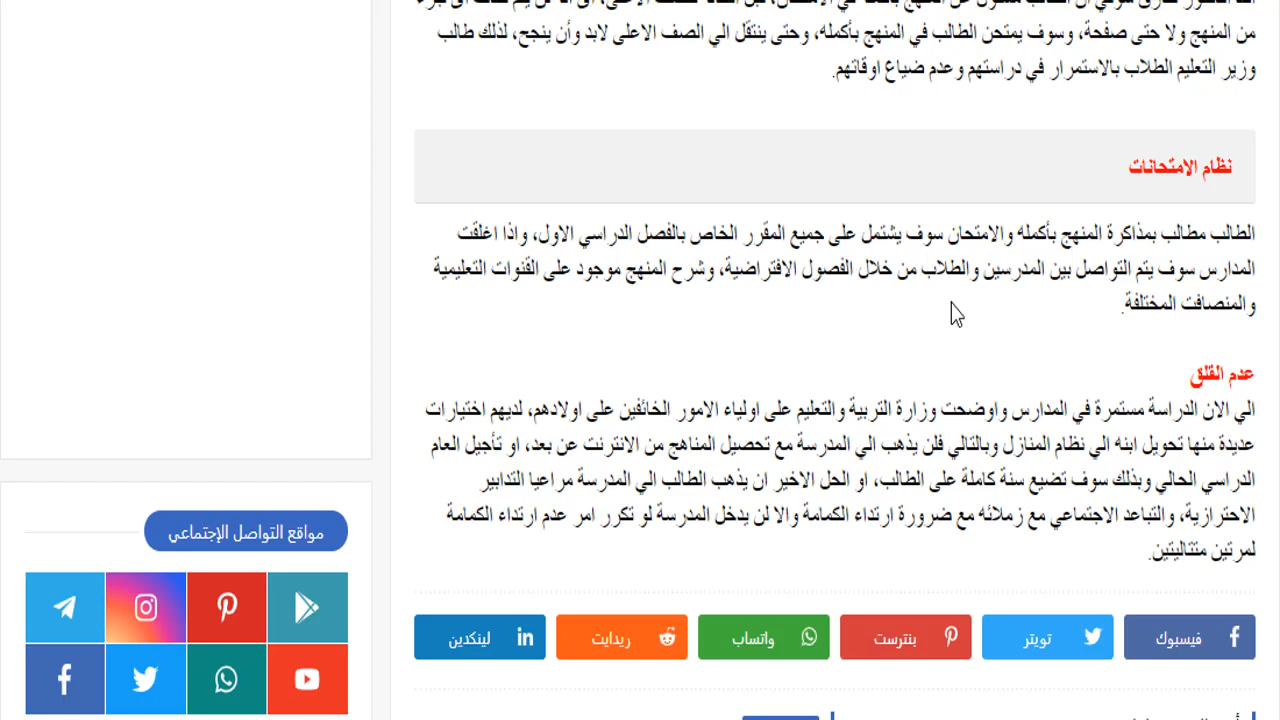 من المنهج ولا حتى صفحة، وسوف يمتحن الطالب في المنهج بأكمله، وحتى ينتقل الي الصف الاعلى لابد وأن ينجح، لذلك طالب
وزير التعليم الطلاب بالاستمرار في دراستهم وعدم ضياع اوقاتهم.
نظام الامتحانات
الطالب مطالب بمذاكرة المنهج بأكمله والامتحان سوف يشتمل على جميع المقرر الخاص بالفصل الدراسي الاول، واذا اغلقت
المدارس سوف يتم التواصل بين المدرسين والطلاب من خلال الفصول الافتراضية، وشرح المنهج موجود على القنوات التعليمية
والمنصافت المختلفة.
عدم القلق
الي الان الدراسة مستمرة في المدارس واوضحت وزارة التربية والتعليم على اولياء الامور الخائفين على اولادهم، لديهم اختيارات
عديدة منها تحويل ابنه الي نظام المنازل وبالتالي فلن يذهب الي المدرسة مع تحصيل المناهج من الانترنت عن بعد، او تأجيل العام
الدراسي الحالي وبذلك سوف تضيع سنة كاملة على الطالب، او الحل الاخير ان يذهب الطالب الي المدرسة مراعيا التدابير
الاحترازية، والتباعد الاجتماعي مع زملائه مع ضرورة ارتداء الكمامة والا لن يدخل المدرسة لو تكرر امر عدم ارتداء الكمامة
لمرتين متتاليتين.
فيسبوك
تويتر
بنترست
واتساب
ريدايت
لينكدين
مواقع التواصل الإجتماعي